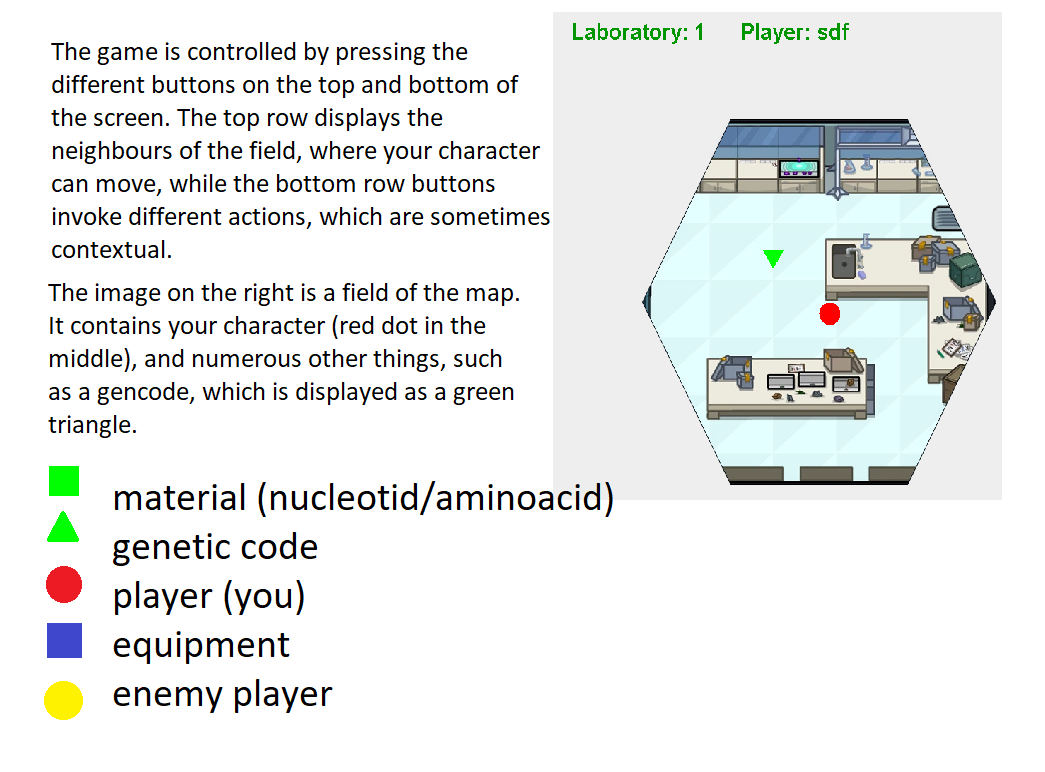 The game is controlled by pressing the
different buttons on the top and bottom of
the screen. The top row displays the
neighbours of the field, where your character
can move, while the bottom row buttons
invoke different actions, which are sometimes
contextual.
The image on the right is a field of the map.
It contains your character (red dot in the
middle), and numerous other things, such
as a gencode, which is displayed as a green
triangle.
Laboratory: 1 Player: sdf
material (nucleotid/aminoacid)
genetic code
player (you)
equipment
enemy player